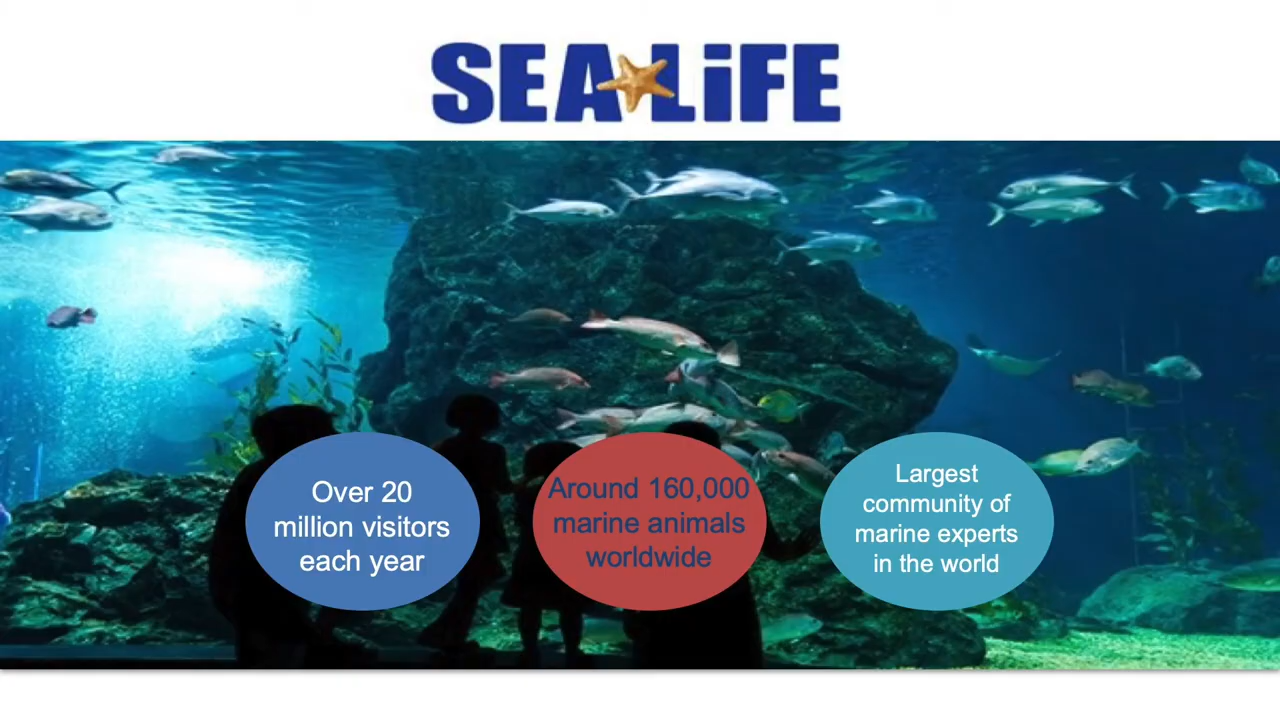 SEA LiFE
Over 20
million visitors
each year
Around 160,000
marine animals
worldwide
Largest
community of
marine experts
in the world